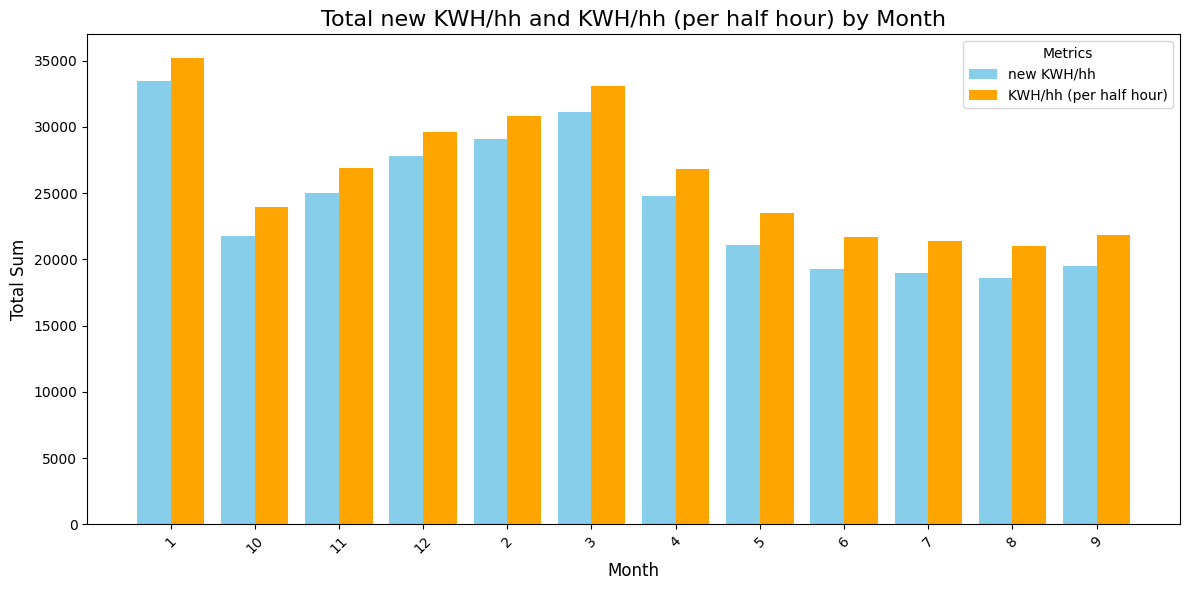 Total new KWH/hh and KWH/hh (per half hour) by Month
Metrics
new KWH/hh
KWH/hh (per half hour)
Total Sum
35000
30000
25000
20000
15000
10000
5000
0
1 10 11 12 2 3 4 5 6 7 8 9
Month